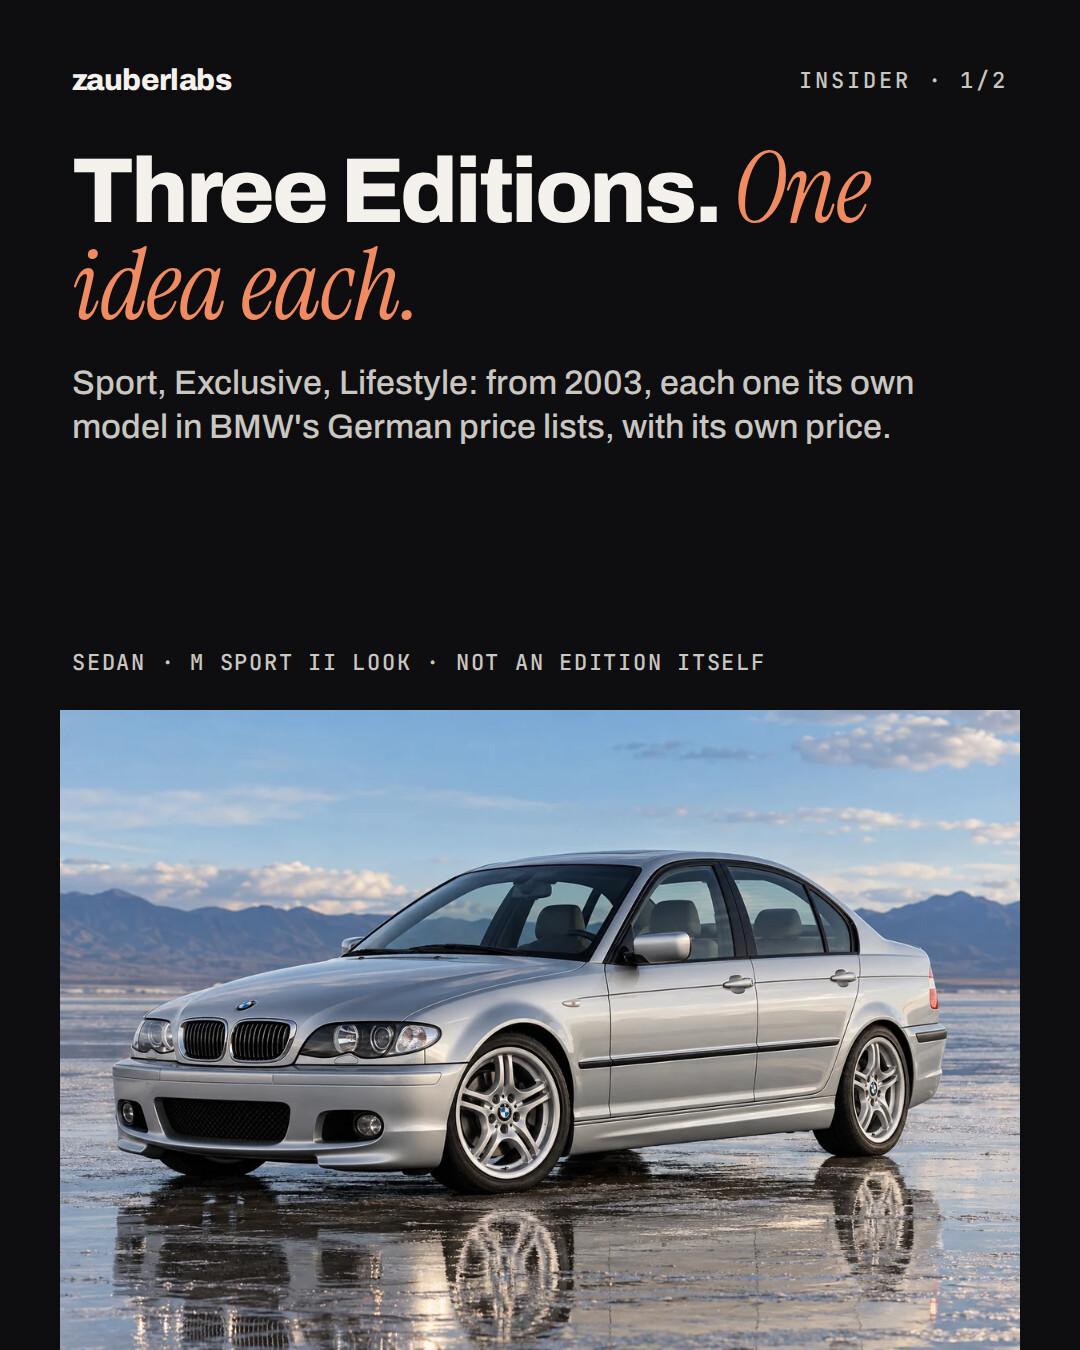 zauberlabs
INSIDER · 1/2
Three Editions. One
idea each.
Sport, Exclusive, Lifestyle: from 2003, each one its own
model in BMW's German price lists, with its own price.
SEDAN · M SPORT II LOOK · NOT AN EDITION ITSELF